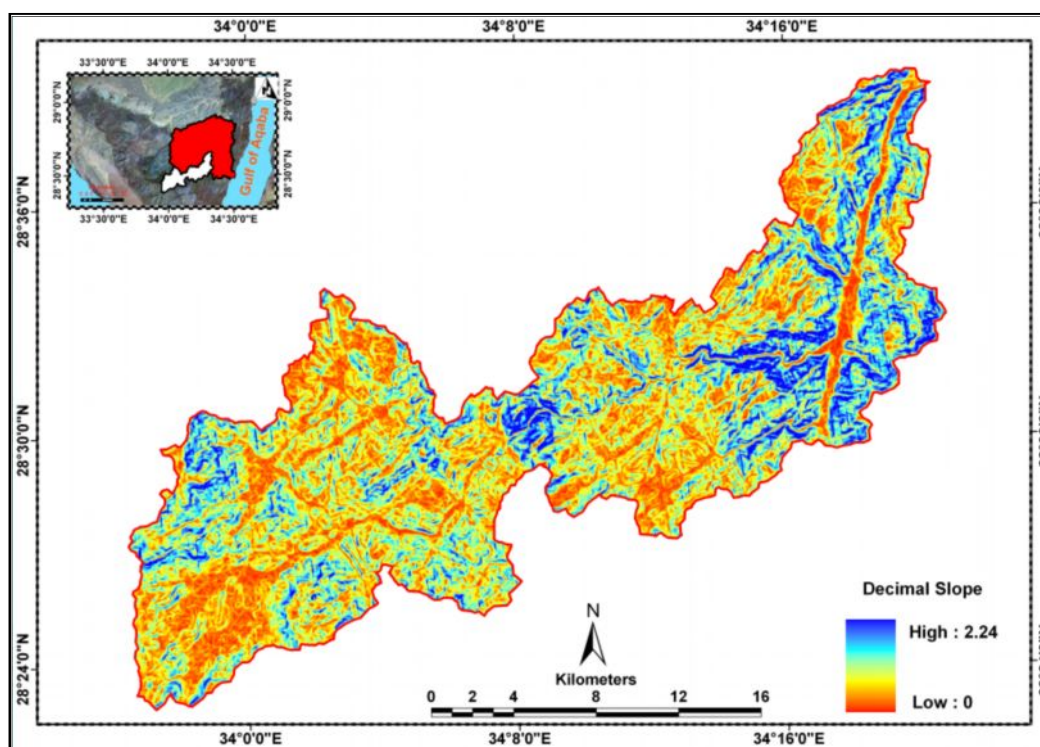 34°0'0"E 34°8'0"E 34°16'0"E
33°30'0"E 34°0'0"E 34°30'0"E
29°0'0"N
28°30'0"N
29°0'0"N
28°30'0"N
Gulf of Aqaba
33°30'0"E 34°0'0"E 34°30'0"E
28°36'0"N
28°30'0"N
28°24'0"N
Decimal Slope
High : 2.24
Low : 0
N
Kilometers
0 2 4 8 12 16
34°0'0"E 34°8'0"E 34°16'0"E